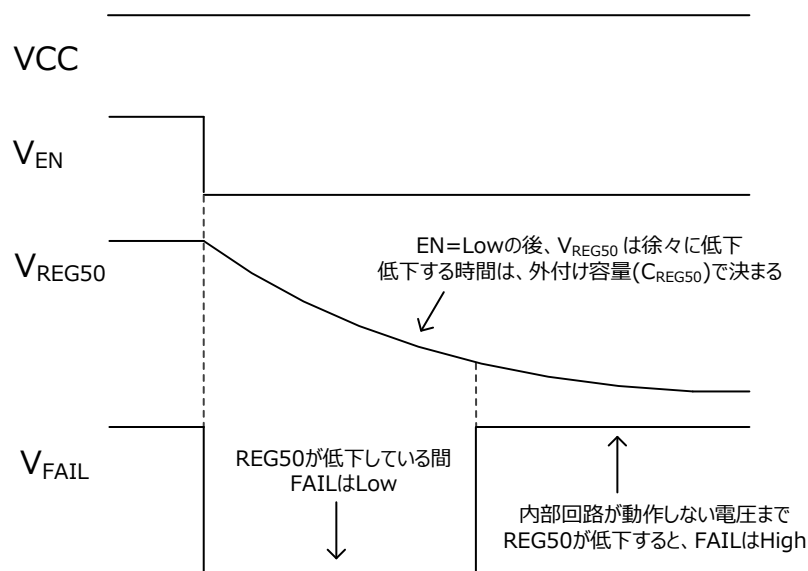 VCC
VEN
VREG50
EN=Lowの後、VREG50 は徐々に低下
低下する時間は、外付け容量(CREG50)で決まる
VFAIL
REG50が低下している間
FAILはLow
内部回路が動作しない電圧まで
REG50が低下すると、FAILはHigh